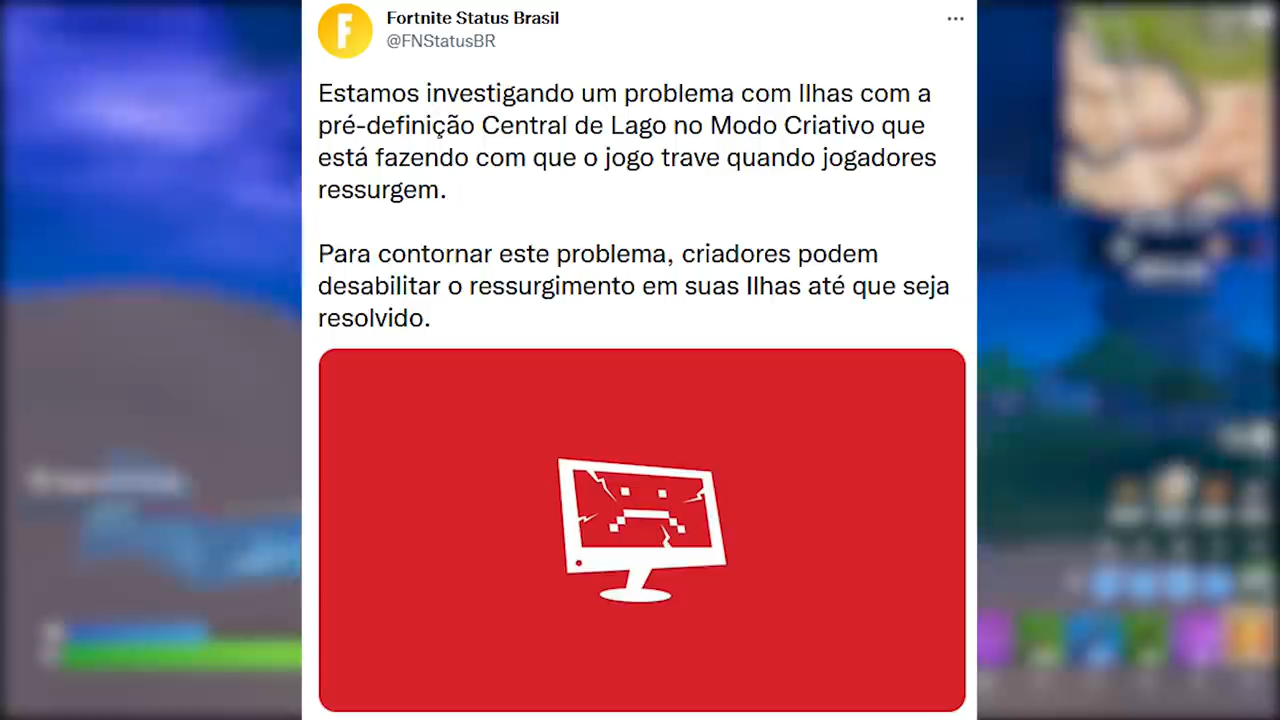 Fortnite Status Brasil
@FNStatusBR
Estamos investigando um problema com Ilhas com a
pré-definição Central de Lago no Modo Criativo que
está fazendo com que o jogo trave quando jogadores
ressurgem.
Para contornar este problema, criadores podem
desabilitar o ressurgimento em suas Ilhas até que seja
resolvido.